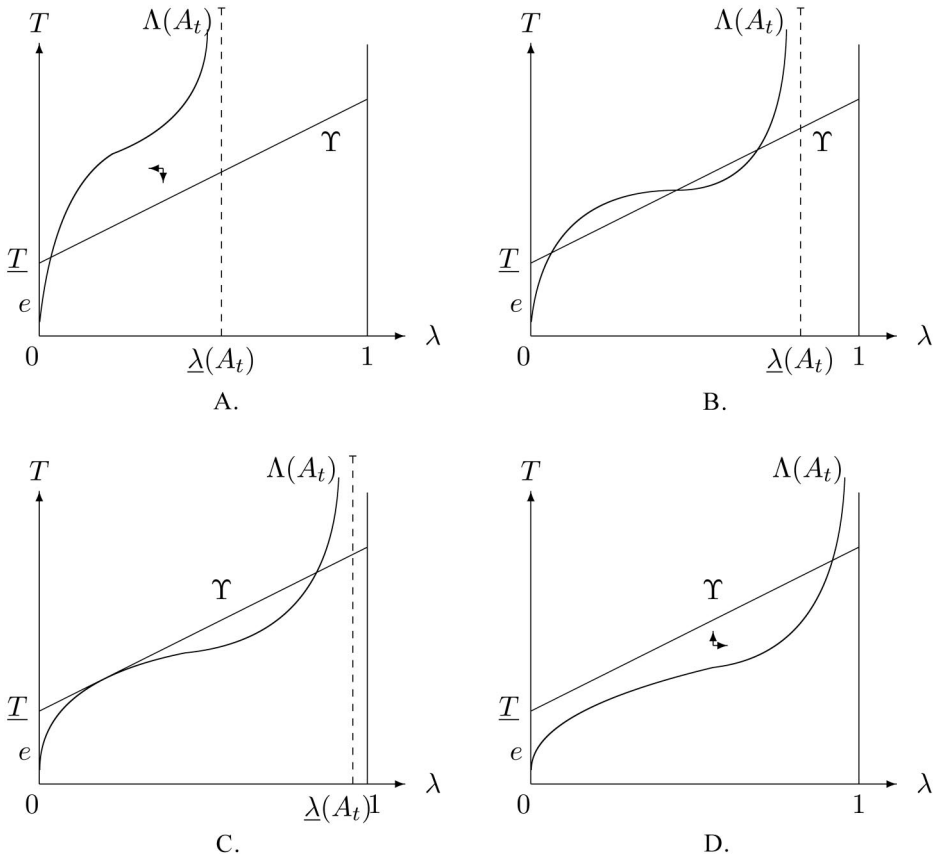 T Λ(A_t) T Λ(A_t)
ϒ ϒ
T̲ T̲
e e
λ λ
0 λ̲(A_t) 0 λ̲(A_t) 1
1
A. B.
T Λ(A_t) T Λ(A_t)
ϒ ϒ
T̲ T̲
e e
λ λ
0 λ̲(A_t) 1 0 1
C. D.